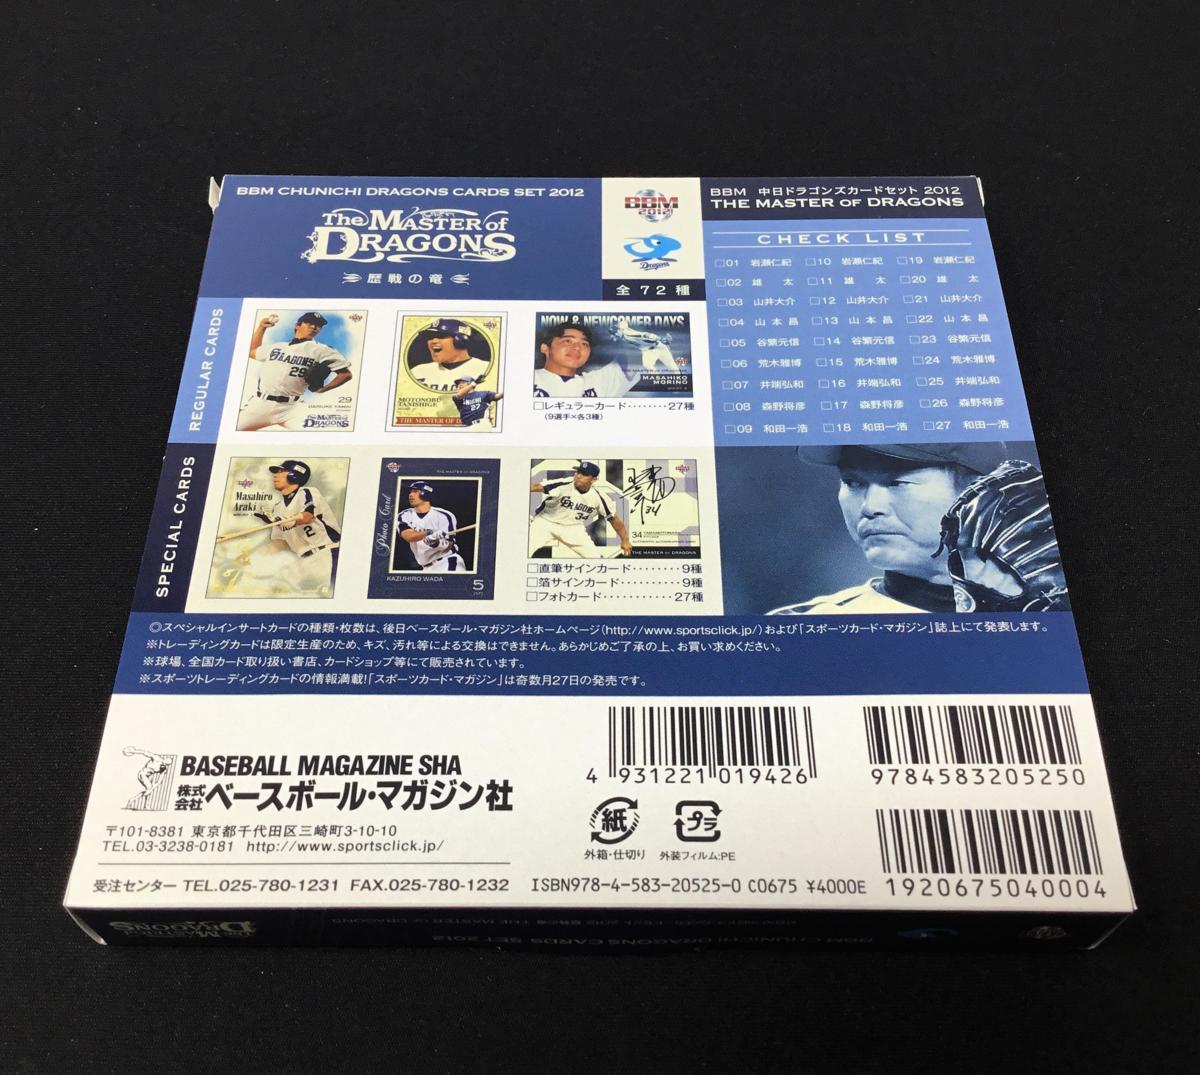 BBM CHUNICHI DRAGONS CARDS SET 2012
The MASTER of
DRAGONS
歴戦の竜
BBM
2012
Dragons
全72種
BBM 中日ドラゴンズカードセット 2012
THE MASTER OF DRAGONS
CHECK LIST
□01 岩瀬仁紀 □10 岩瀬仁紀 □19 岩瀬仁紀
□02 雄 太 □11 雄 太 □20 雄 太
□03 山井大介 □12 山井大介 □21 山井大介
□04 山本 昌 □13 山本 昌 □22 山本 昌
□05 谷繁元信 □14 谷繁元信 □23 谷繁元信
□06 荒木雅博 □15 荒木雅博 □24 荒木雅博
□07 井端弘和 □16 井端弘和 □25 井端弘和
□08 森野将彦 □17 森野将彦 □26 森野将彦
□09 和田一浩 □18 和田一浩 □27 和田一浩
REGULAR CARDS
DRAGONS
29
29
DAISUKE YAMAI
MOTONOBU
TANISHIGE
27
NOW & NEWCOMER DAYS
MASAHIKO
MORINO
□レギュラーカード········27種
(9選手×各3種)
SPECIAL CARDS
Masahiro
Araki
2
THE MASTER OF DRAGONS
Photo Card
KAZUHIRO WADA
5
DRAGONS
34
34
THE MASTER OF DRAGONS
□直筆サインカード·········9種
□箔サインカード··········9種
□フォトカード···········27種
◎スペシャルインサートカードの種類・枚数は、後日ベースボール・マガジン社ホームページ(http://www.sportsclick.jp/)および「スポーツカード・マガジン」誌上にて発表します。
※トレーディングカードは限定生産のため、キズ、汚れ等による交換はできません。あらかじめご了承の上、お買い求めください。
※球場、全国カード取り扱い書店、カードショップ等にて販売されています。
※スポーツトレーディングカードの情報満載!「スポーツカード・マガジン」は奇数月27日の発売です。
BASEBALL MAGAZINE SHA
株式会社ベースボール・マガジン社
〒101-8381 東京都千代田区三崎町3-10-10
TEL.03-3238-0181 http://www.sportsclick.jp/
受注センター TEL.025-780-1231 FAX.025-780-1232
4 931221 019426
9784583205250
紙
外箱・仕切り
プラ
外装フィルム:PE
1920675040004
ISBN978-4-583-20525-0 C0675 ¥4000E
The MASTER of DRAGONS
BBM CHUNICHI DRAGONS CARDS SET 2012